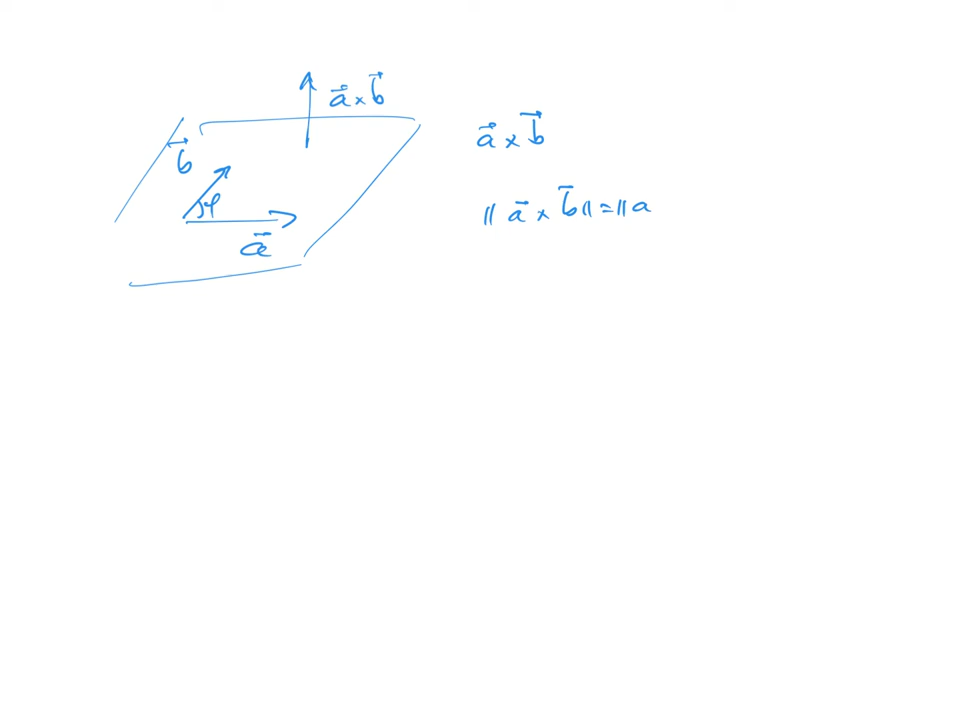 a⃗ × b⃗
b⃗
φ
a⃗
a⃗ × b⃗
‖ a⃗ × b⃗ ‖ = ‖ a